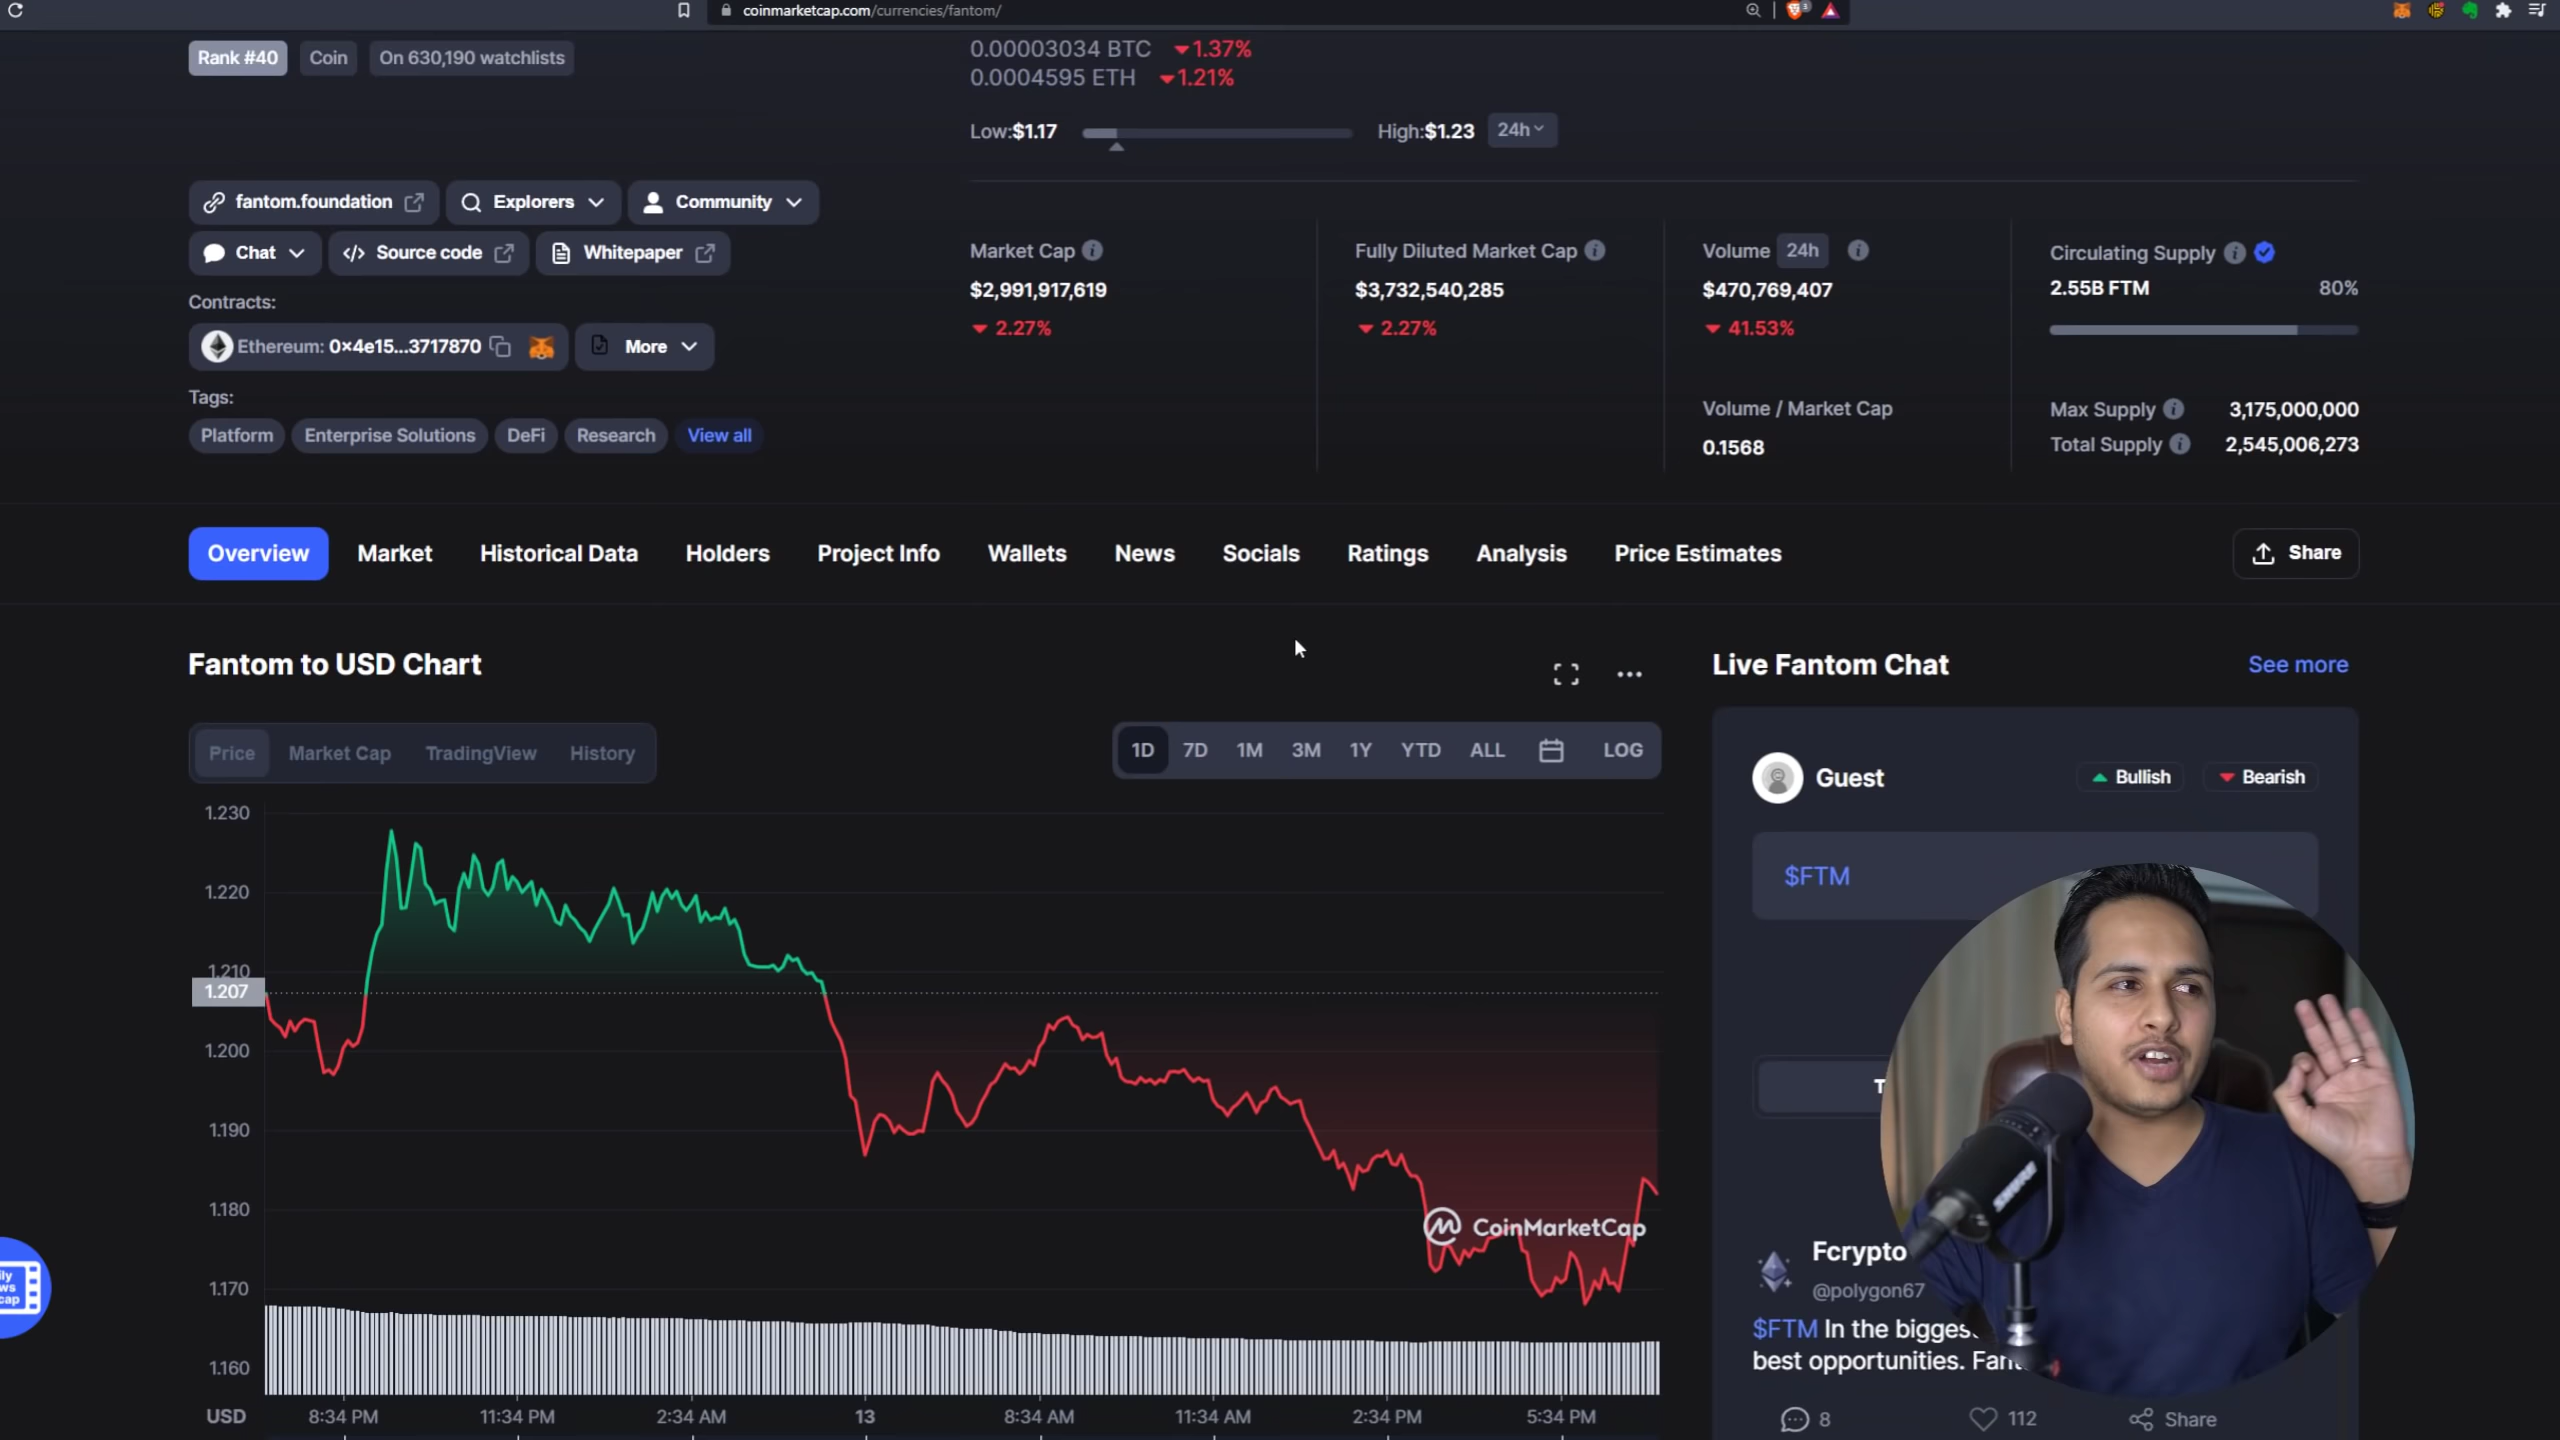 coinmarketcap.com/currencies/fantom/
3
Rank #40
Coin
On 630,190 watchlists
0.00003034 BTC
1.37%
0.0004595 ETH
1.21%
Low:$1.17
High:$1.23
24h
fantom.foundation
Explorers
Community
Chat
Source code
Whitepaper
Contracts:
Ethereum: 0x4e15...3717870
More
Tags:
Platform
Enterprise Solutions
DeFi
Research
View all
Market Cap
$2,991,917,619
2.27%
Fully Diluted Market Cap
$3,732,540,285
2.27%
Volume 24h
$470,769,407
41.53%
Volume / Market Cap
0.1568
Circulating Supply
2.55B FTM
80%
Max Supply
3,175,000,000
Total Supply
2,545,006,273
Overview
Market
Historical Data
Holders
Project Info
Wallets
News
Socials
Ratings
Analysis
Price Estimates
Share
Fantom to USD Chart
Price
Market Cap
TradingView
History
1D
7D
1M
3M
1Y
YTD
ALL
LOG
1.230
1.220
1.210
1.207
1.200
1.190
1.180
1.170
1.160
CoinMarketCap
USD
8:34 PM
11:34 PM
2:34 AM
13
8:34 AM
11:34 AM
2:34 PM
5:34 PM
Live Fantom Chat
See more
Guest
Bullish
Bearish
$FTM
SHURE
Fcrypto
@polygon67
$FTM In the
best opportunities.
8
112
Share